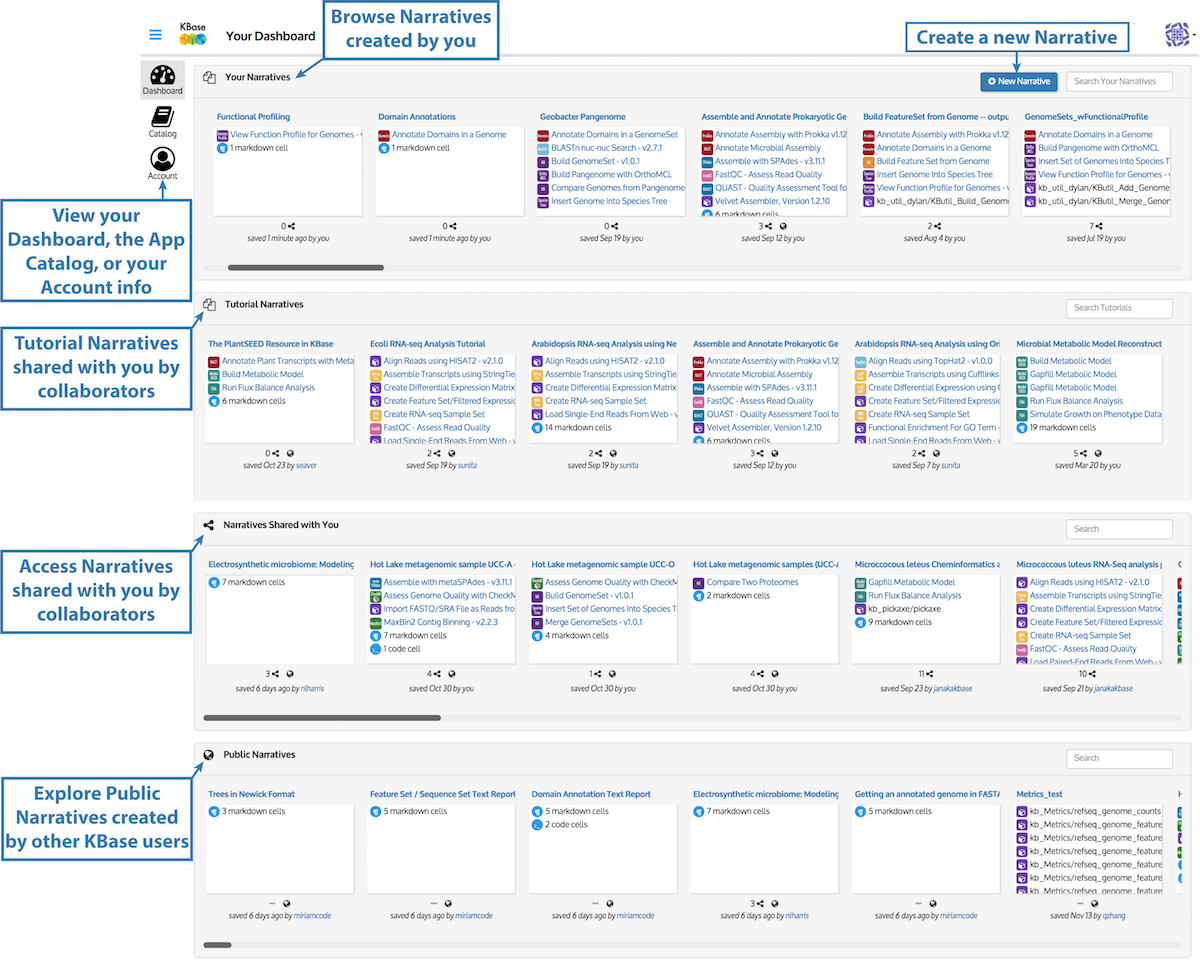 Browse Narratives
created by you
KBase
Your Dashboard
Create a new Narrative
Dashboard
Catalog
Account
View your
Dashboard, the App
Catalog, or your
Account info
Your Narratives
New Narrative
Search Your Narratives
Functional Profiling
View Function Profile for Genomes - v
1 markdown cell
0
saved 1 minute ago by you
Domain Annotations
Annotate Domains in a Genome
1 markdown cell
0
saved 1 minute ago by you
Geobacter Pangenome
Annotate Domains in a GenomeSet
BLASTn nuc-nuc Search - v2.7.1
Build GenomeSet - v1.0.1
Build Pangenome with OrthoMCL
Compare Genomes from Pangenome
Insert Genome Into Species Tree
0
saved Sep 19 by you
Assemble and Annotate Prokaryotic Ge
Annotate Assembly with Prokka v1.12
Annotate Microbial Assembly
Assemble with SPAdes - v3.11.1
FastQC - Assess Read Quality
QUAST - Quality Assessment Tool fo
Velvet Assembler, Version 1.2.10
6 markdown cells
3
saved Sep 12 by you
Build FeatureSet from Genome -- outpu
Annotate Assembly with Prokka v1.12
Annotate Domains in a Genome
Build Feature Set from Genome
Insert Genome Into Species Tree
View Function Profile for Genomes - v
kb_util_dylan/KButil_Build_Genome
2
saved Aug 4 by you
GenomeSets_wFunctionalProfile
Annotate Domains in a Genome
Build Pangenome with OrthoMCL
Insert Set of Genomes Into Species T
View Function Profile for Genomes - v
kb_util_dylan/KButil_Add_Genome
kb_util_dylan/KButil_Merge_Genor
7
saved Jul 19 by you
Tutorial Narratives
shared with you by
collaborators
Tutorial Narratives
Search Tutorials
The PlantSEED Resource in KBase
Annotate Plant Transcripts with Meta
Build Metabolic Model
Run Flux Balance Analysis
6 markdown cells
0
saved Oct 23 by seaver
Ecoli RNA-seq Analysis Tutorial
Align Reads using HISAT2 - v2.1.0
Assemble Transcripts using StringTie
Create Differential Expression Matrix
Create Feature Set/Filtered Expressio
Create RNA-seq Sample Set
FastQC - Assess Read Quality
Load Single-End Reads From Web - v
2
saved Sep 19 by sunita
Arabidopsis RNA-seq Analysis using Ne
Align Reads using HISAT2 - v2.1.0
Assemble Transcripts using StringTie
Create Differential Expression Matrix
Create RNA-seq Sample Set
Load Single-End Reads From Web - v
14 markdown cells
2
saved Sep 19 by sunita
Assemble and Annotate Prokaryotic Ge
Annotate Assembly with Prokka v1.12
Annotate Microbial Assembly
Assemble with SPAdes - v3.11.1
FastQC - Assess Read Quality
QUAST - Quality Assessment Tool fo
Velvet Assembler, Version 1.2.10
6 markdown cells
3
saved Sep 12 by you
Arabidopsis RNA-seq Analysis using Ori
Align Reads using TopHat2 - v1.0.0
Assemble Transcripts using Cufflinks
Create Differential Expression using C
Create Feature Set/Filtered Expressio
Create RNA-seq Sample Set
Functional Enrichment For GO Term -
Load Single-End Reads From Web - v
2
saved Sep 7 by sunita
Microbial Metabolic Model Reconstruct
Build Metabolic Model
Gapfill Metabolic Model
Gapfill Metabolic Model
Run Flux Balance Analysis
Simulate Growth on Phenotype Data
19 markdown cells
5
saved Mar 20 by you
Access Narratives
shared with you by
collaborators
Narratives Shared with You
Search
Electrosynthetic microbiome: Modeling
7 markdown cells
3
saved 6 days ago by nlharris
Hot Lake metagenomic sample UCC-A -
Assemble with metaSPAdes - v3.11.1
Assess Genome Quality with CheckM
Import FASTQ/SRA File as Reads fro
MaxBin2 Contig Binning - v2.2.3
7 markdown cells
1 code cell
4
saved Oct 30 by you
Hot Lake metagenomic sample UCC-O
Assess Genome Quality with CheckM
Build GenomeSet - v1.0.1
Insert Set of Genomes Into Species T
Merge GenomeSets - v1.0.1
4 markdown cells
1
saved Oct 30 by you
Hot Lake metagenomic samples (UCC-A
Compare Two Proteomes
2 markdown cells
4
saved Oct 30 by you
Micrococcous luteus Cheminformatics a
Gapfill Metabolic Model
Run Flux Balance Analysis
kb_pickaxe/pickaxe
9 markdown cells
11
saved Sep 23 by janakakbase
Micrococcous luteus RNA-Seq analysis p
Align Reads using HISAT2 - v2.1.0
Assemble Transcripts using StringTie
Create Differential Expression Matrix
Create Feature Set/Filtered Expressio
Create RNA-seq Sample Set
FastQC - Assess Read Quality
Load Paired-End Reads From Web - v
10
saved Sep 21 by janakakbase
Explore Public
Narratives created
by other KBase users
Public Narratives
Search
Trees in Newick Format
3 markdown cells
saved 6 days ago by miriamcode
Feature Set / Sequence Set Text Report
5 markdown cells
saved 6 days ago by miriamcode
Domain Annotation Text Report
5 markdown cells
2 code cells
saved 6 days ago by miriamcode
Electrosynthetic microbiome: Modeling
7 markdown cells
3
saved 6 days ago by nlharris
Getting an annotated genome in FASTA
5 markdown cells
saved 6 days ago by miriamcode
Metrics_test
kb_Metrics/refseq_genome_counts
kb_Metrics/refseq_genome_feature
kb_Metrics/refseq_genome_feature
kb_Metrics/refseq_genome_feature
kb_Metrics/refseq_genome_feature
kb_Metrics/refseq_genome_feature
kb_Metrics/refseq_genome_feature
saved Nov 13 by qzhang